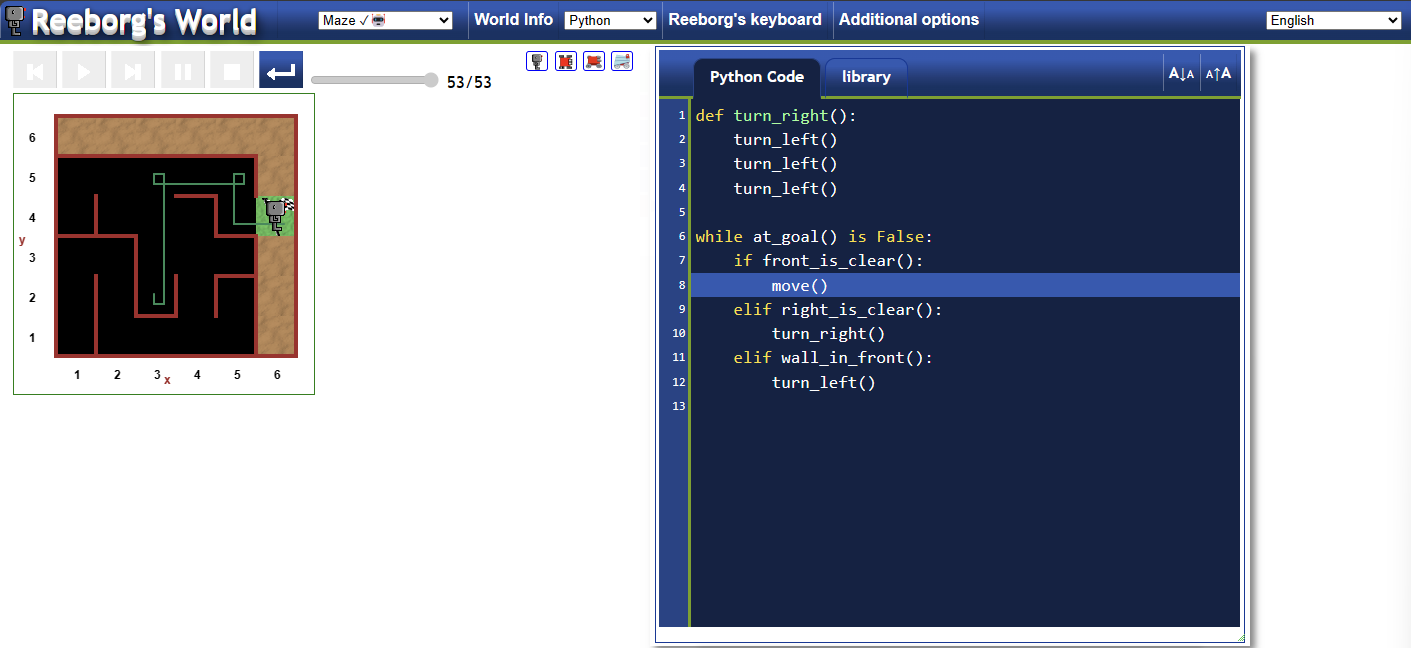 Reeborg's World
Maze ✓
World Info
Python
Reeborg's keyboard
Additional options
English
53/53
Python Code
library
A↓A
A↑A
1 def turn_right():
2     turn_left()
3     turn_left()
4     turn_left()
5
6 while at_goal() is False:
7     if front_is_clear():
8         move()
9     elif right_is_clear():
10         turn_right()
11     elif wall_in_front():
12         turn_left()
13
6
5
4
y
3
2
1
1 2 3 x 4 5 6